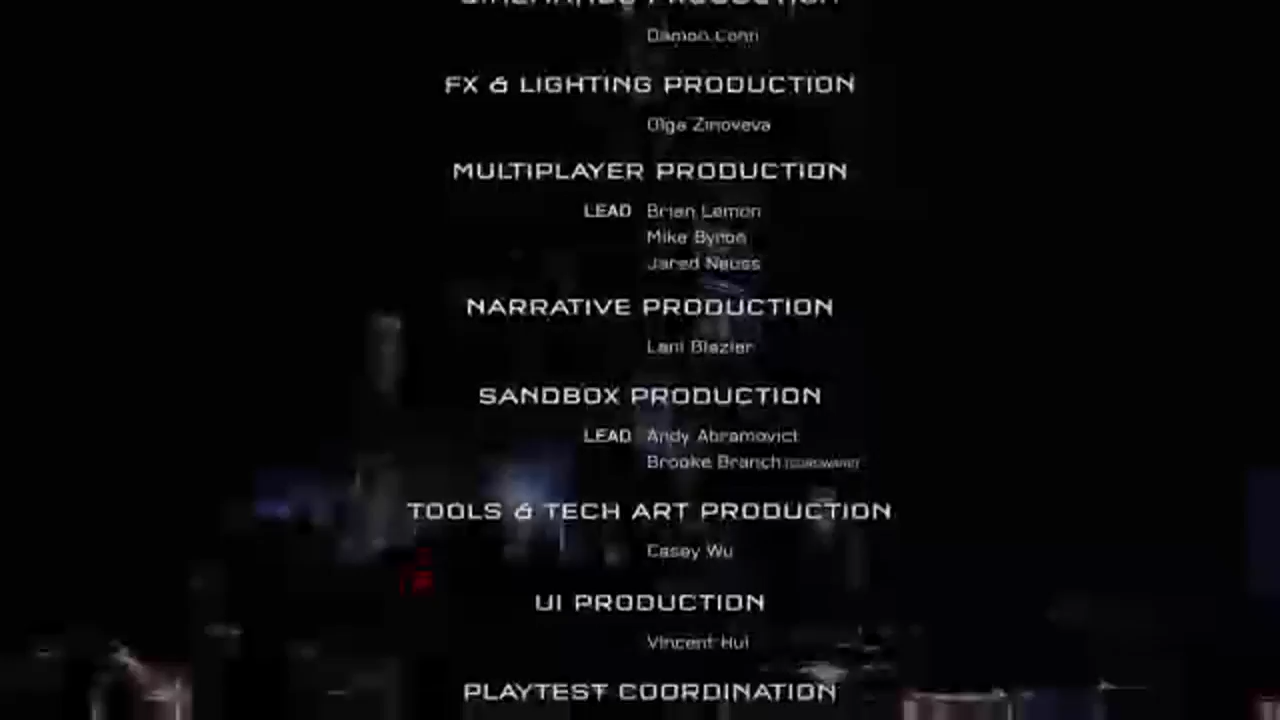 Damon Conn
FX & LIGHTING PRODUCTION
Olga Zinoveva
MULTIPLAYER PRODUCTION
LEAD Brian Lemon
Mike Byron
Jared Neuss
NARRATIVE PRODUCTION
Lani Blazier
SANDBOX PRODUCTION
LEAD Andy Abramovici
Brooke Branch
TOOLS & TECH ART PRODUCTION
Casey Wu
UI PRODUCTION
Vincent Hui
PLAYTEST COORDINATION